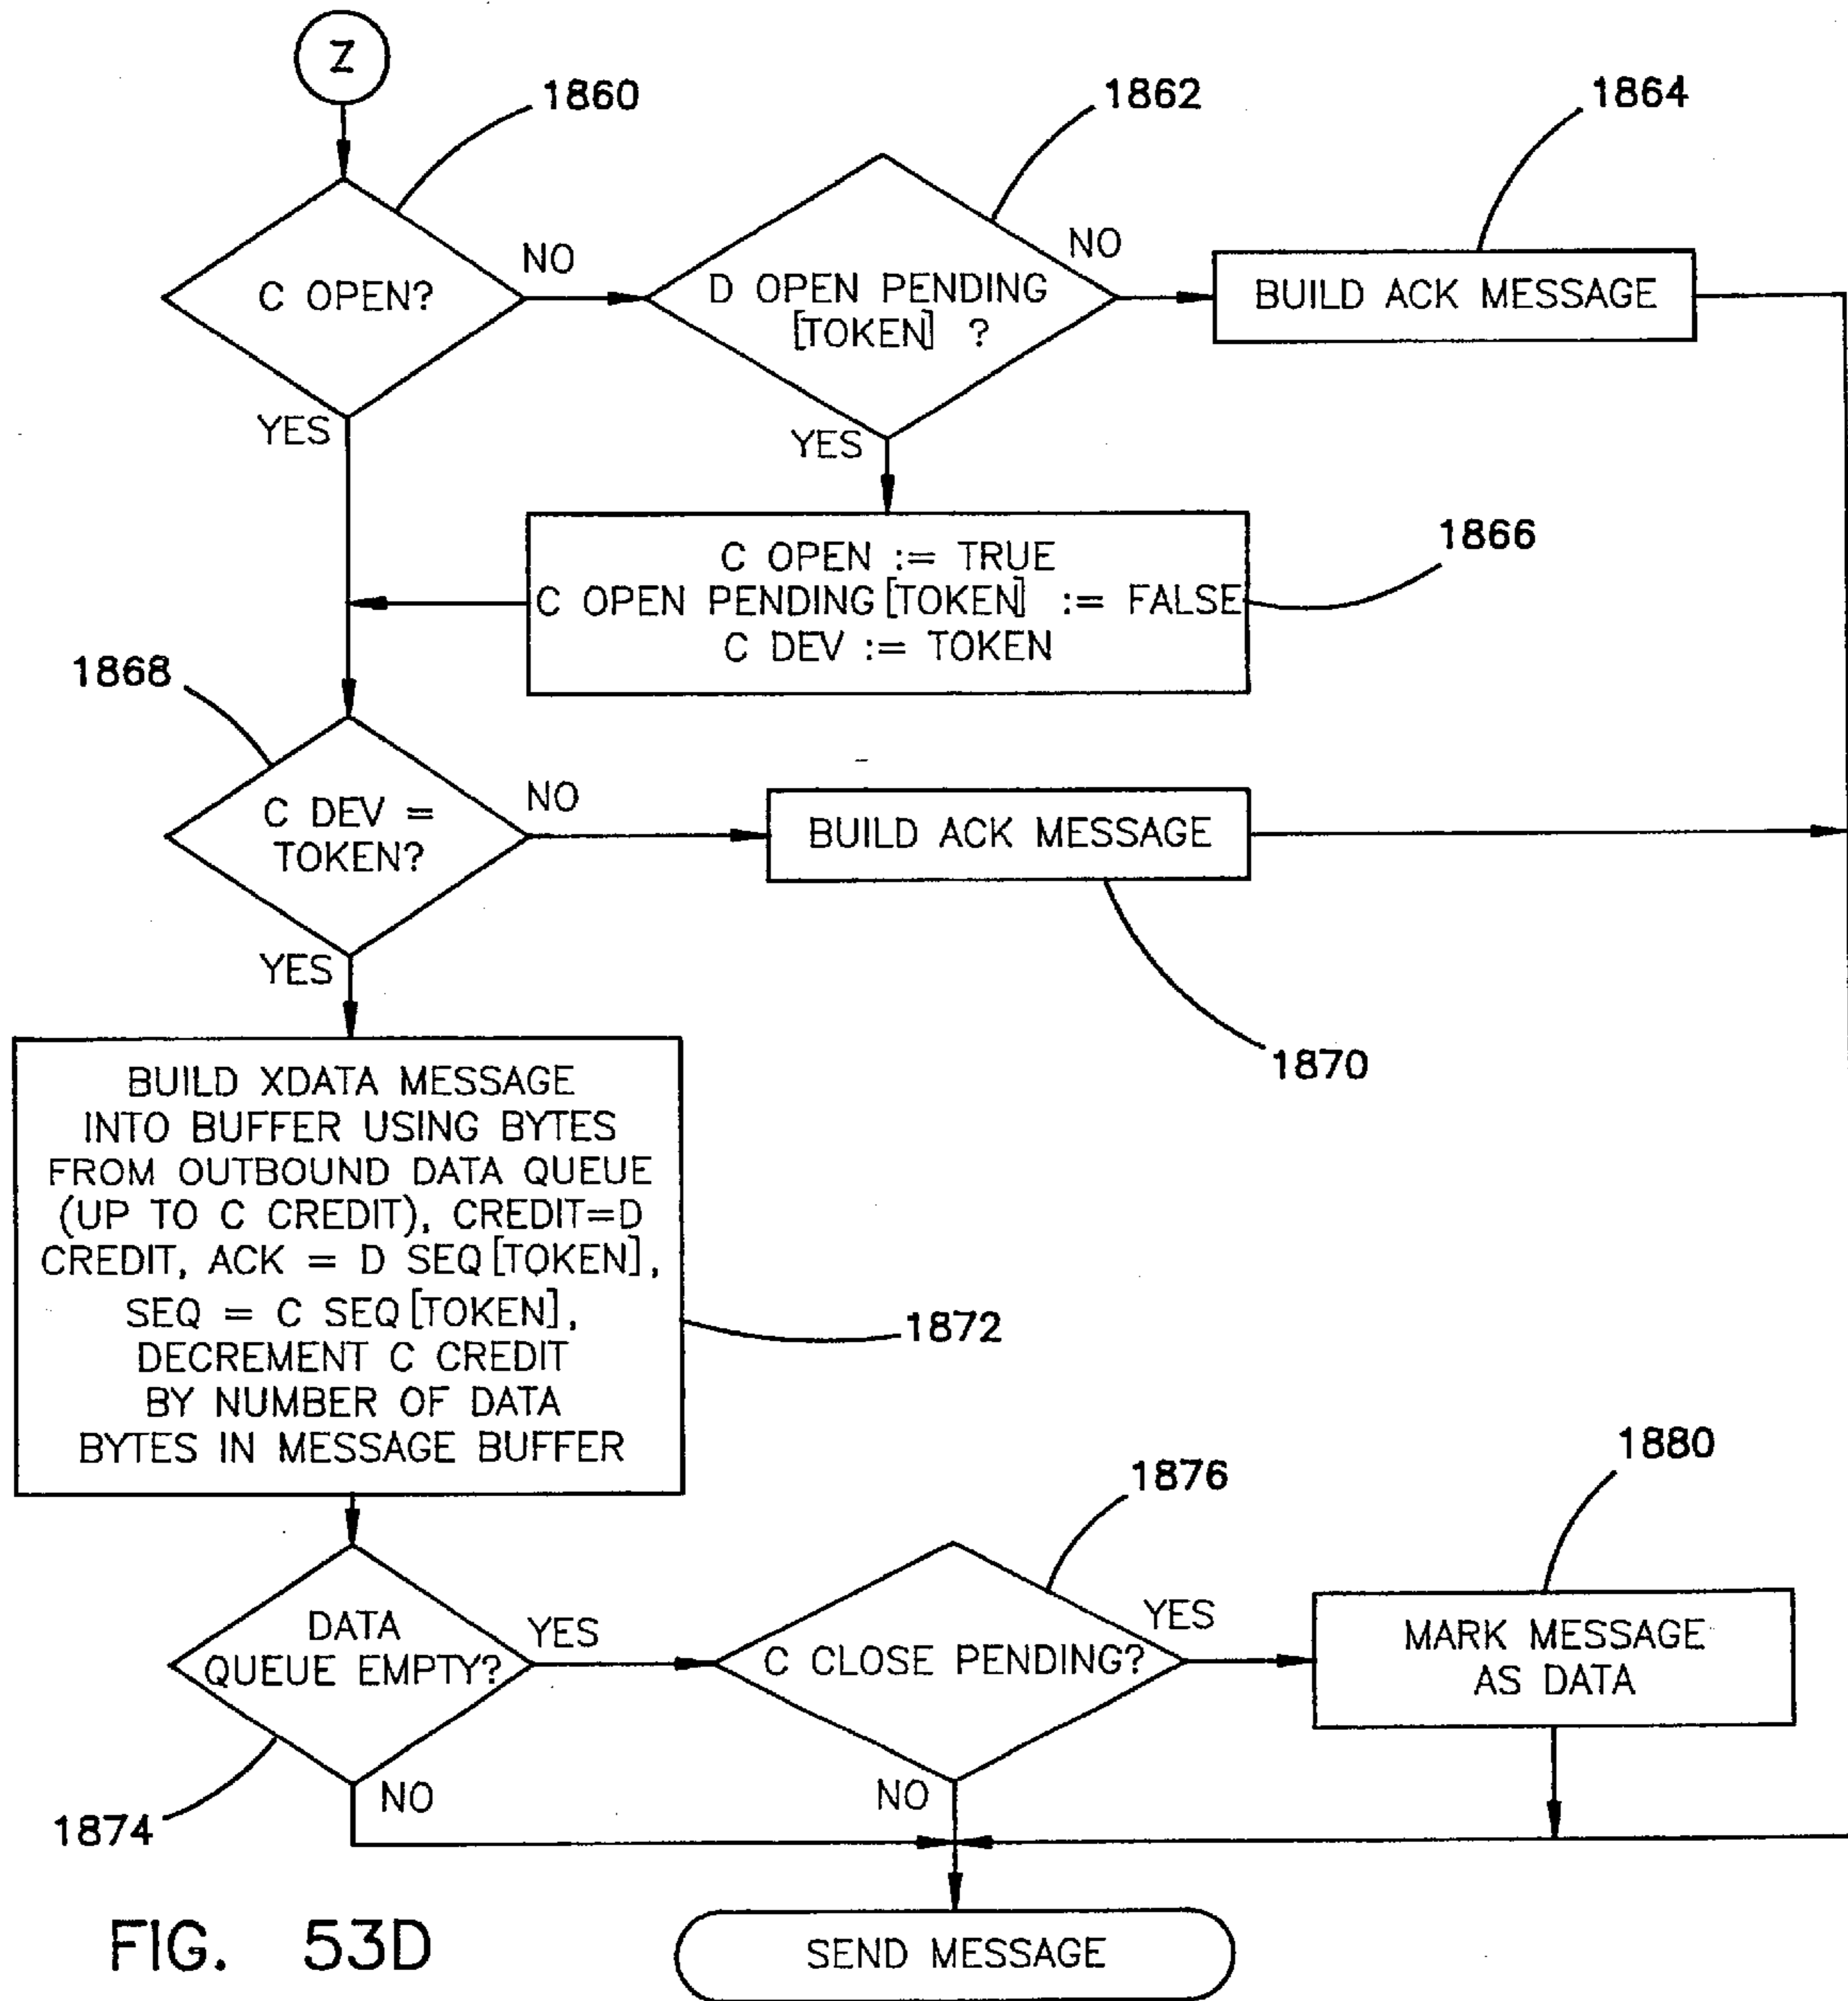 Z
1860
1862
1864
C OPEN?
NO
D OPEN PENDING
[TOKEN] ?
NO
BUILD ACK MESSAGE
YES
YES
C OPEN := TRUE
C OPEN PENDING[TOKEN] := FALSE
C DEV := TOKEN
1866
1868
C DEV =
TOKEN?
NO
BUILD ACK MESSAGE
YES
1870
BUILD XDATA MESSAGE
INTO BUFFER USING BYTES
FROM OUTBOUND DATA QUEUE
(UP TO C CREDIT), CREDIT=D
CREDIT, ACK = D SEQ[TOKEN],
SEQ = C SEQ[TOKEN],
DECREMENT C CREDIT
BY NUMBER OF DATA
BYTES IN MESSAGE BUFFER
1872
1876
1880
DATA
QUEUE EMPTY?
YES
C CLOSE PENDING?
YES
MARK MESSAGE
AS DATA
NO
NO
1874
SEND MESSAGE
FIG. 53D